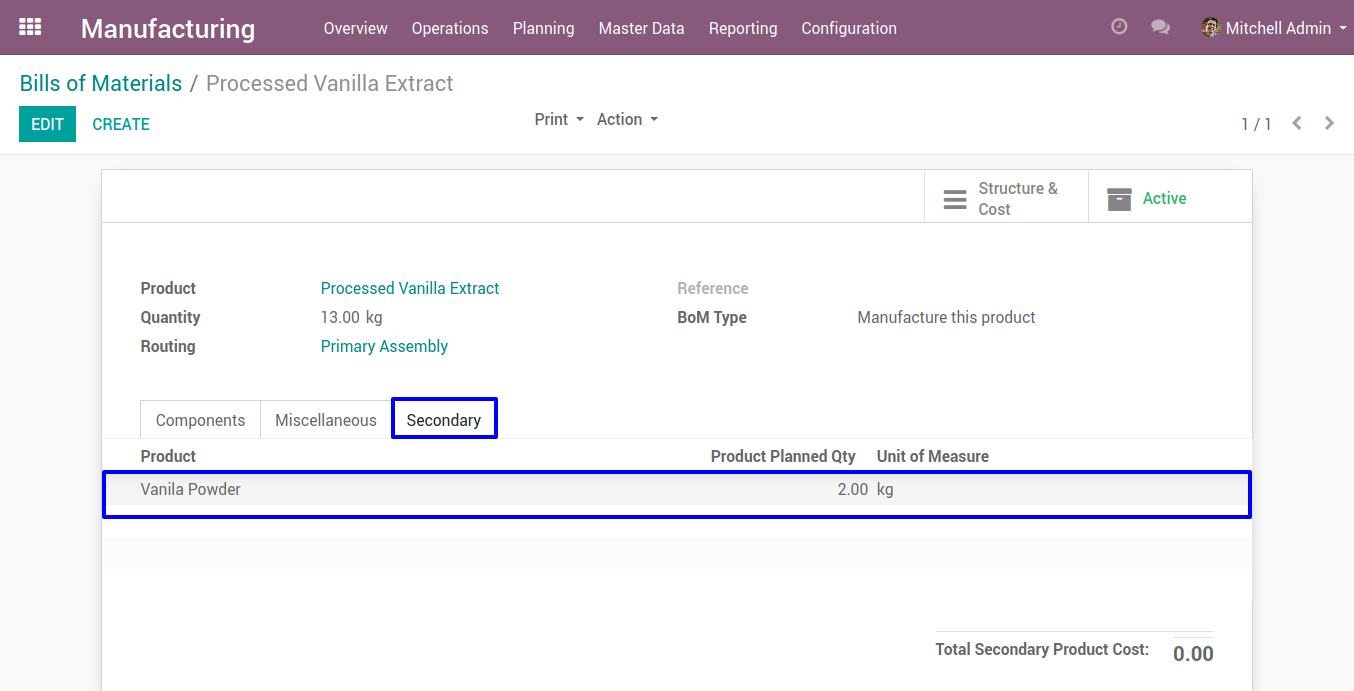 Manufacturing Overview Operations Planning Master Data Reporting Configuration Mitchell Admin
Bills of Materials / Processed Vanilla Extract
EDIT CREATE Print Action 1 / 1
Structure & Cost
Active
Product Processed Vanilla Extract Reference
Quantity 13.00 kg BoM Type Manufacture this product
Routing Primary Assembly
Components Miscellaneous Secondary
Product Product Planned Qty Unit of Measure
Vanila Powder 2.00 kg
Total Secondary Product Cost: 0.00